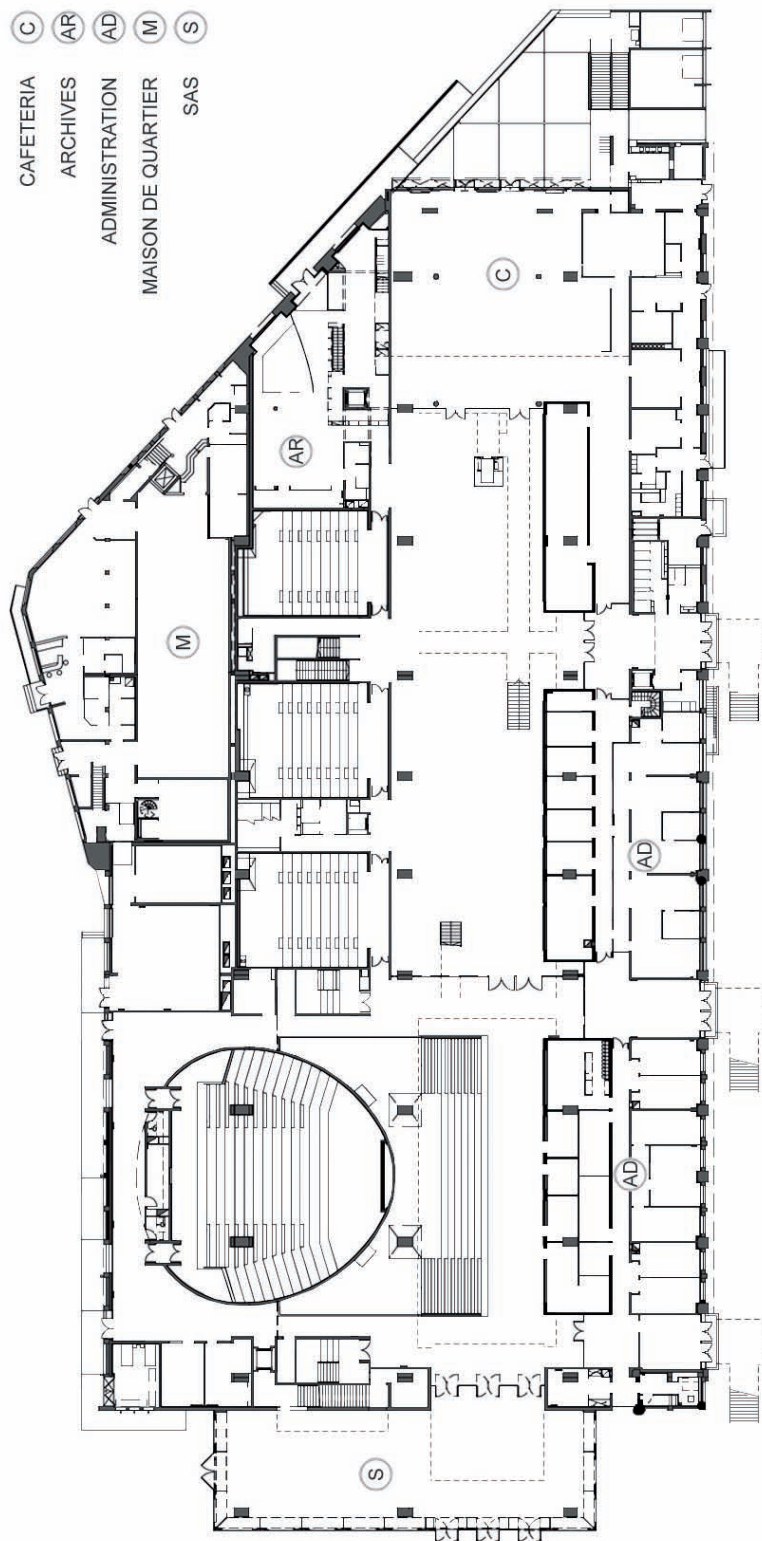 C CAFETERIA
AR ARCHIVES
AD ADMINISTRATION
M MAISON DE QUARTIER
S SAS
C
AR
M
AD
AD
S